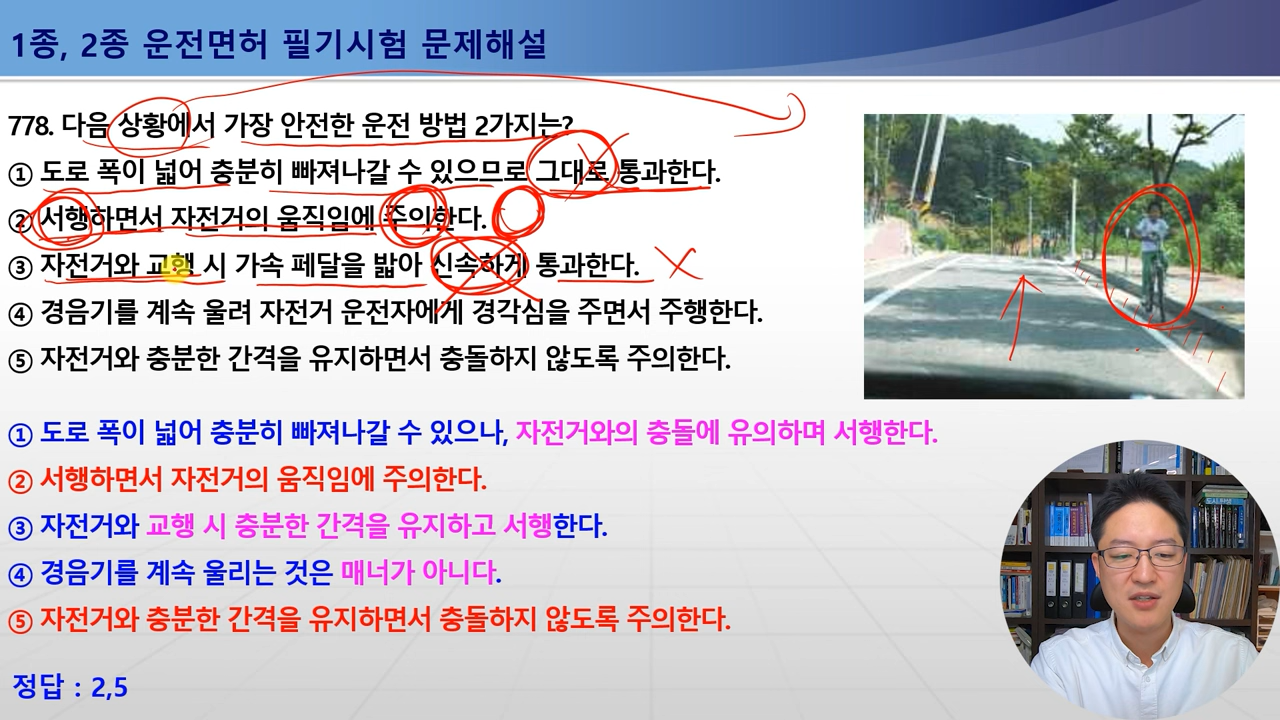 1종, 2종 운전면허 필기시험 문제해설
778. 다음 상황에서 가장 안전한 운전 방법 2가지는?
① 도로 폭이 넓어 충분히 빠져나갈 수 있으므로 그대로 통과한다.
② 서행하면서 자전거의 움직임에 주의한다.
③ 자전거와 교행 시 가속 페달을 밟아 신속하게 통과한다.
④ 경음기를 계속 울려 자전거 운전자에게 경각심을 주면서 주행한다.
⑤ 자전거와 충분한 간격을 유지하면서 충돌하지 않도록 주의한다.
① 도로 폭이 넓어 충분히 빠져나갈 수 있으나, 자전거와의 충돌에 유의하며 서행한다.
② 서행하면서 자전거의 움직임에 주의한다.
③ 자전거와 교행 시 충분한 간격을 유지하고 서행한다.
④ 경음기를 계속 울리는 것은 매너가 아니다.
⑤ 자전거와 충분한 간격을 유지하면서 충돌하지 않도록 주의한다.
정답 : 2,5